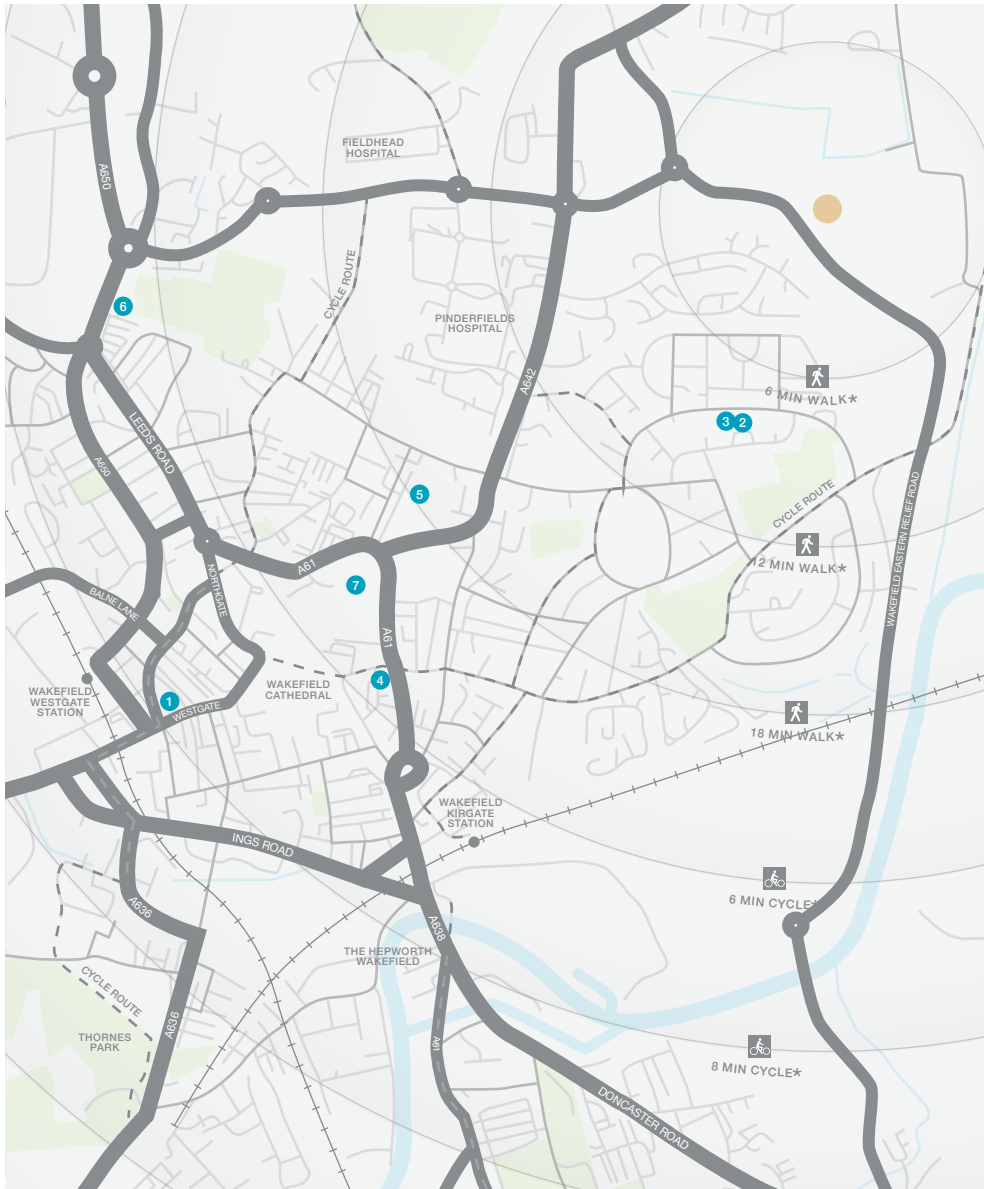 FIELDHEAD
HOSPITAL
A650
CYCLE ROUTE
6
PINDERFIELDS
HOSPITAL
A642
6 MIN WALK*
3
2
LEEDS ROAD
A650
5
CYCLE ROUTE
WAKEFIELD EASTERN RELIEF ROAD
12 MIN WALK*
A61
NORTHGATE
7
BALNE LANE
A61
WAKEFIELD
WESTGATE
STATION
WAKEFIELD
CATHEDRAL
4
1
WESTGATE
18 MIN WALK*
WAKEFIELD
KIRGATE
STATION
INGS ROAD
6 MIN CYCLE*
A636
A638
THE HEPWORTH
WAKEFIELD
CYCLE ROUTE
A636
THORNES
PARK
A61
8 MIN CYCLE*
DONCASTER ROAD